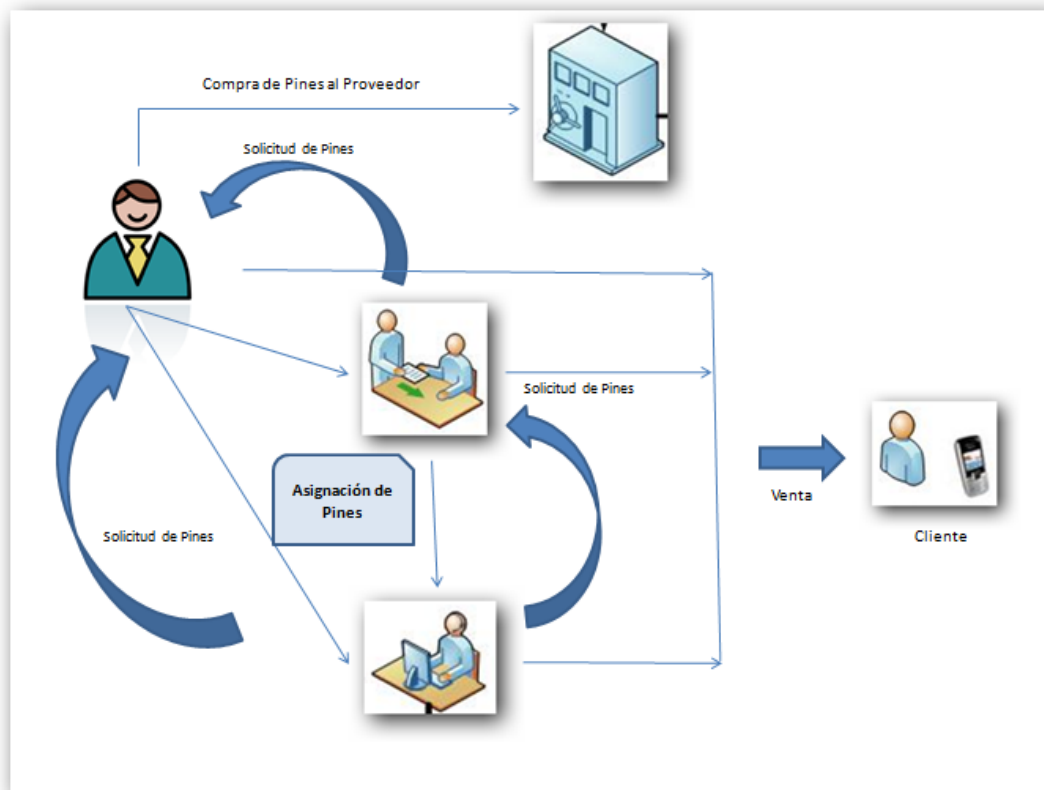 Compra de Pines al Proveedor
Solicitud de Pines
Solicitud de Pines
Asignación de
Pines
Solicitud de Pines
Venta
Cliente